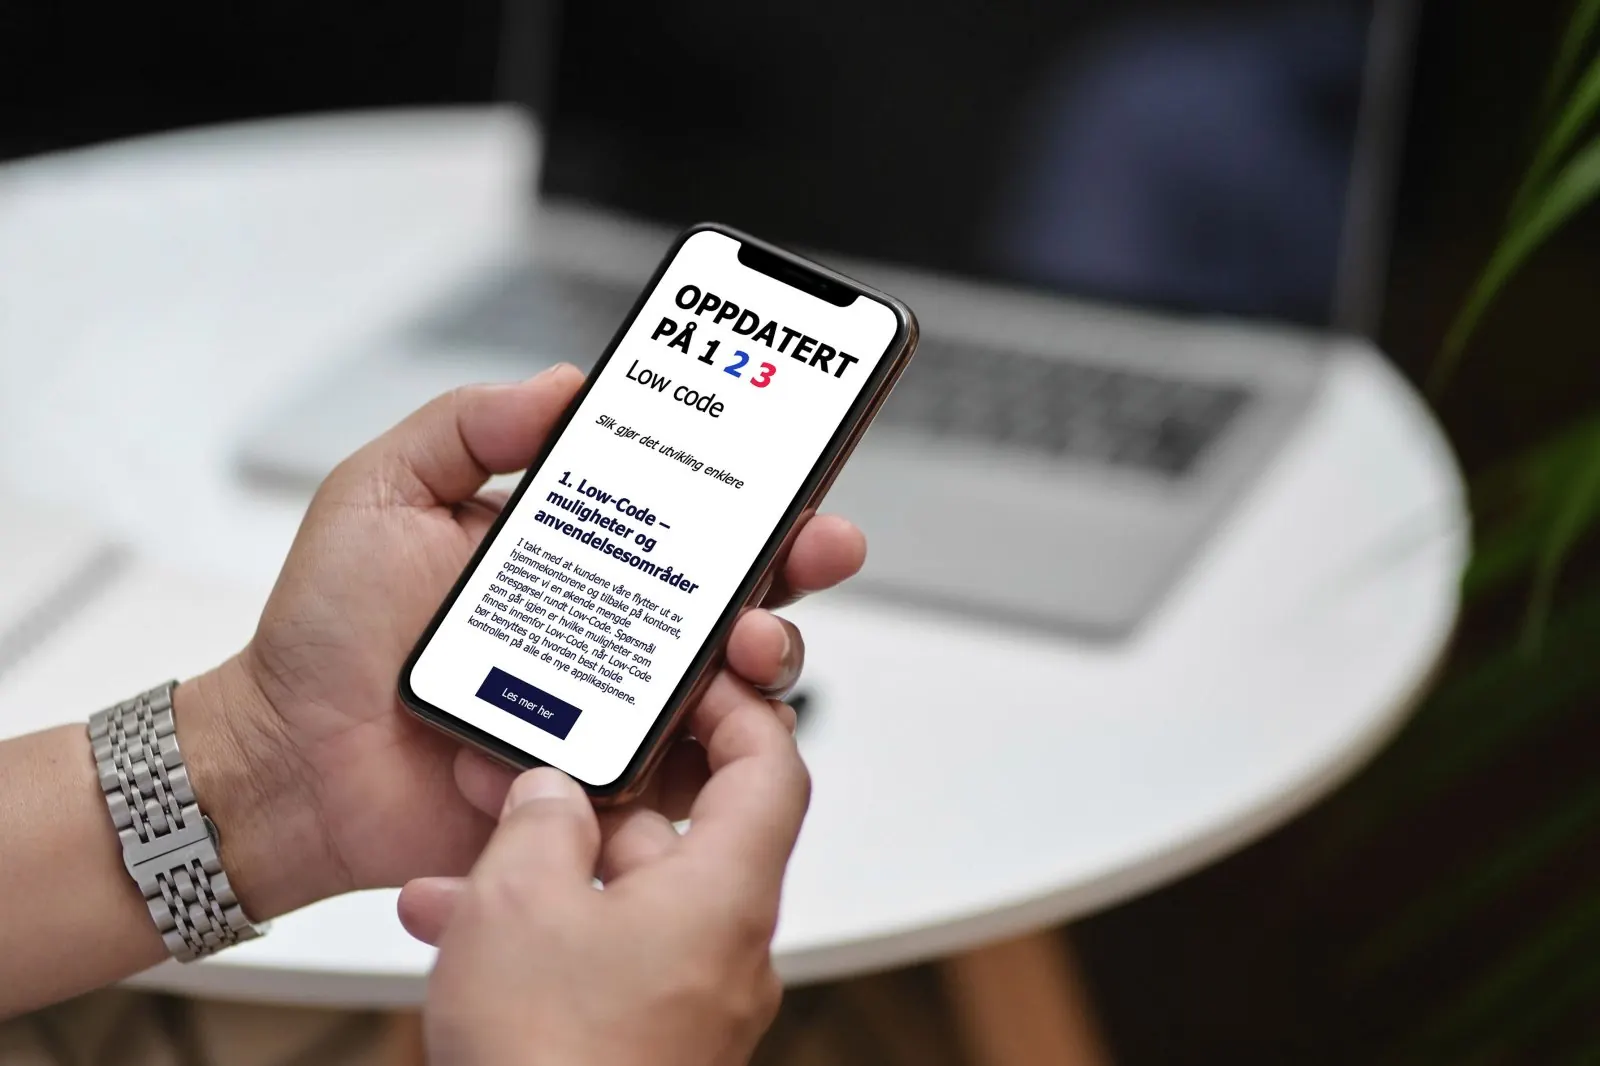 OPPDATERT
PÅ 1 2 3
Low code
Slik gjør det utvikling enklere
1. Low-Code –
muligheter og
anvendelsesområder
I takt med at kundene våre flytter ut av
hjemmekontorene og tilbake på kontoret,
opplever vi en økende mengde
forespørsel rundt Low-Code. Spørsmål
som går igjen er hvilke muligheter som
finnes innenfor Low-Code, når Low-Code
bør benyttes og hvordan best holde
kontrollen på alle de nye applikasjonene.
Les mer her